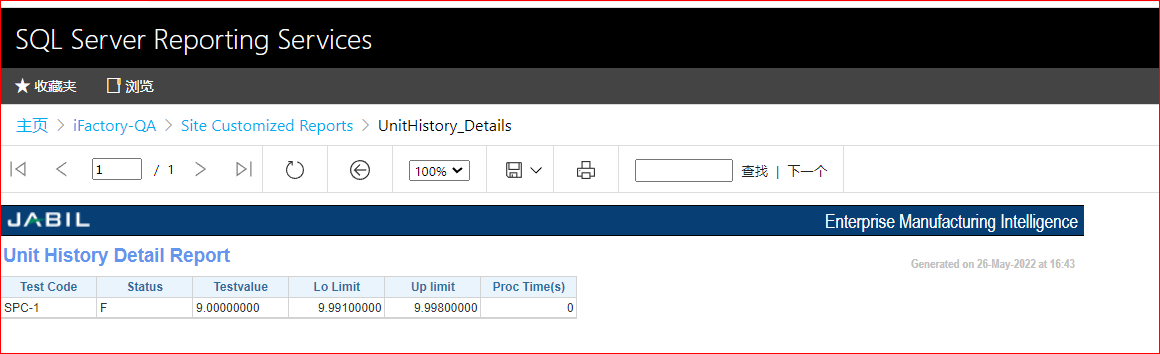 SQL Server Reporting Services
★ 收藏夹 浏览
主页 > iFactory-QA > Site Customized Reports > UnitHistory_Details
1 / 1 100% 查找 | 下一个
JABIL Enterprise Manufacturing Intelligence
Unit History Detail Report
Generated on 26-May-2022 at 16:43
Test Code Status Testvalue Lo Limit Up limit Proc Time(s)
SPC-1 F 9.00000000 9.99100000 9.99800000 0